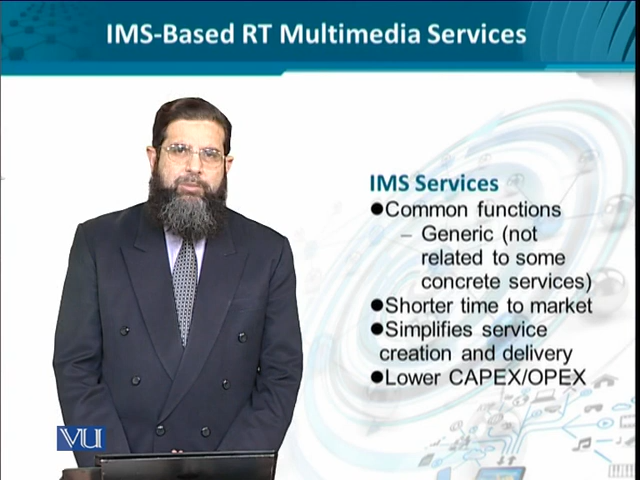 IMS-Based RT Multimedia Services
IMS Services
●Common functions
– Generic (not
related to some
concrete services)
●Shorter time to market
●Simplifies service
creation and delivery
●Lower CAPEX/OPEX
VU